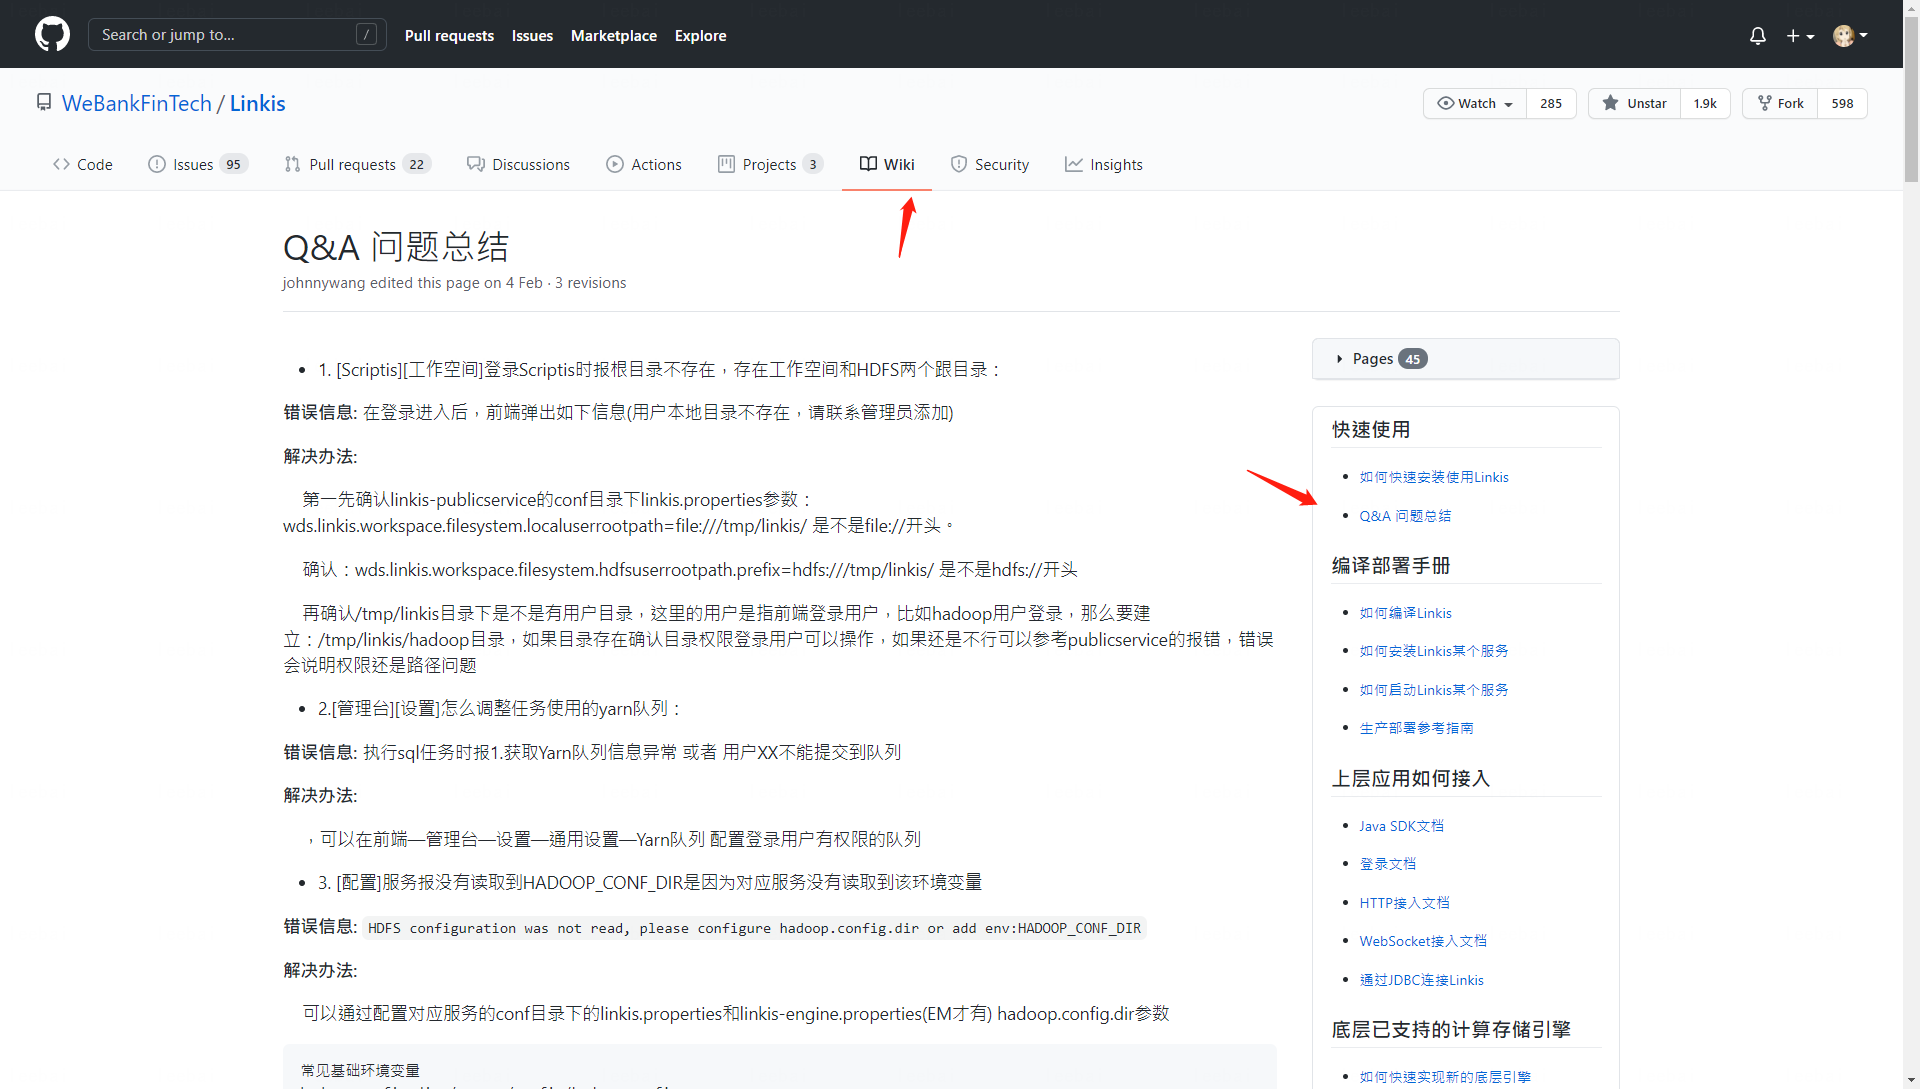 Search or jump to... /
Pull requests Issues Marketplace Explore
WeBankFinTech / Linkis
Watch 285 Unstar 1.9k Fork 598
Code Issues 95 Pull requests 22 Discussions Actions Projects 3 Wiki Security Insights
Q&A 问题总结
johnnywang edited this page on 4 Feb · 3 revisions
1. [Scriptis][工作空间]登录Scriptis时报根目录不存在，存在工作空间和HDFS两个跟目录：
错误信息: 在登录进入后，前端弹出如下信息(用户本地目录不存在，请联系管理员添加)
解决办法:
第一先确认linkis-publicservice的conf目录下linkis.properties参数：
wds.linkis.workspace.filesystem.localuserrootpath=file:///tmp/linkis/ 是不是file://开头。
确认：wds.linkis.workspace.filesystem.hdfsuserrootpath.prefix=hdfs:///tmp/linkis/ 是不是hdfs://开头
再确认/tmp/linkis目录下是不是有用户目录，这里的用户是指前端登录用户，比如hadoop用户登录，那么要建
立：/tmp/linkis/hadoop目录，如果目录存在确认目录权限登录用户可以操作，如果还是不行可以参考publicservice的报错，错误
会说明权限还是路径问题
2.[管理台][设置]怎么调整任务使用的yarn队列：
错误信息: 执行sql任务时报1.获取Yarn队列信息异常 或者 用户XX不能提交到队列
解决办法:
，可以在前端—管理台—设置—通用设置—Yarn队列 配置登录用户有权限的队列
3. [配置]服务报没有读取到HADOOP_CONF_DIR是因为对应服务没有读取到该环境变量
错误信息: HDFS configuration was not read, please configure hadoop.config.dir or add env:HADOOP_CONF_DIR
解决办法:
可以通过配置对应服务的conf目录下的linkis.properties和linkis-engine.properties(EM才有) hadoop.config.dir参数
常见基础环境变量
Pages 45
快速使用
如何快速安装使用Linkis
Q&A 问题总结
编译部署手册
如何编译Linkis
如何安装Linkis某个服务
如何启动Linkis某个服务
生产部署参考指南
上层应用如何接入
Java SDK文档
登录文档
HTTP接入文档
WebSocket接入文档
通过JDBC连接Linkis
底层已支持的计算存储引擎
如何快速实现新的底层引擎